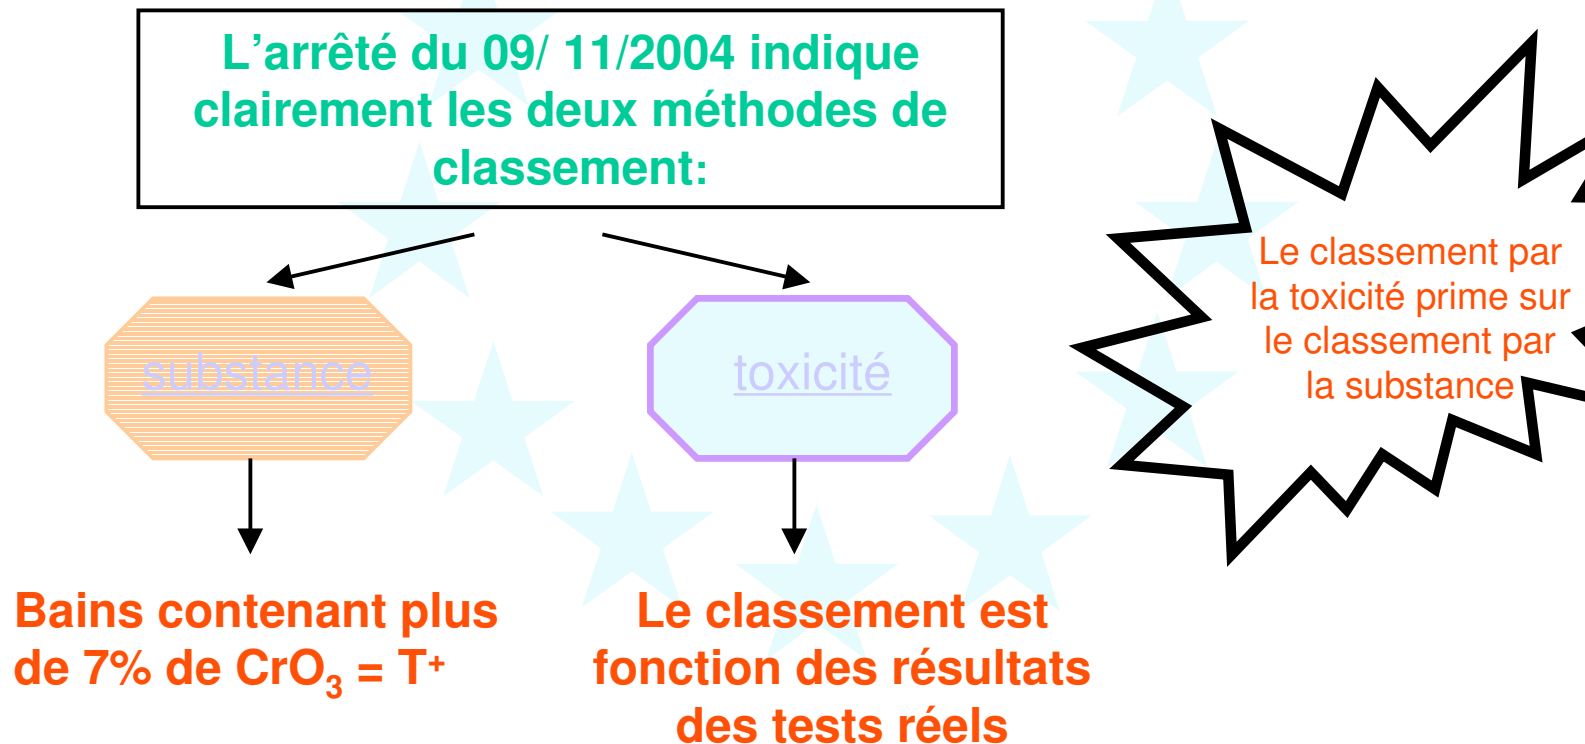 L’arrêté du 09/ 11/2004 indique
clairement les deux méthodes de
classement:
substance
toxicité
Le classement par
la toxicité prime sur
le classement par
la substance
Bains contenant plus
de 7% de CrO₃ = T⁺
Le classement est
fonction des résultats
des tests réels